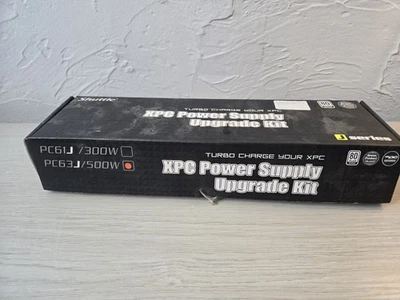 Shuttle
TURBO CHARGE YOUR XPC
XPC Power Supply
Upgrade Kit
J series
PC61J/300W
PC63J/500W
TURBO CHARGE YOUR XPC
XPC Power Supply
Upgrade Kit
80